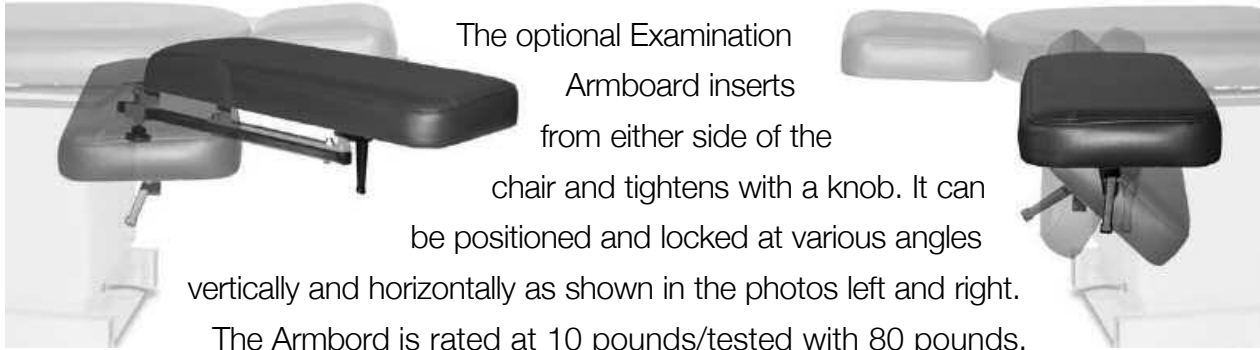 The optional Examination
Armboard inserts
from either side of the
chair and tightens with a knob. It can
be positioned and locked at various angles
vertically and horizontally as shown in the photos left and right.
The Armbord is rated at 10 pounds/tested with 80 pounds.